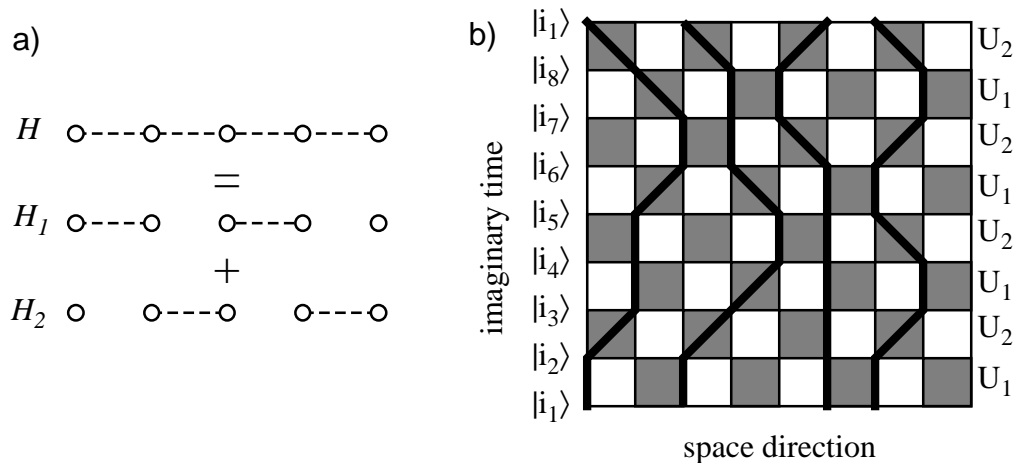 a)
H
=
H₁
+
H₂
b)
|i₁⟩
U₂
|i₈⟩
U₁
|i₇⟩
U₂
|i₆⟩
U₁
|i₅⟩
U₂
|i₄⟩
U₁
|i₃⟩
U₂
|i₂⟩
U₁
|i₁⟩
imaginary time
space direction